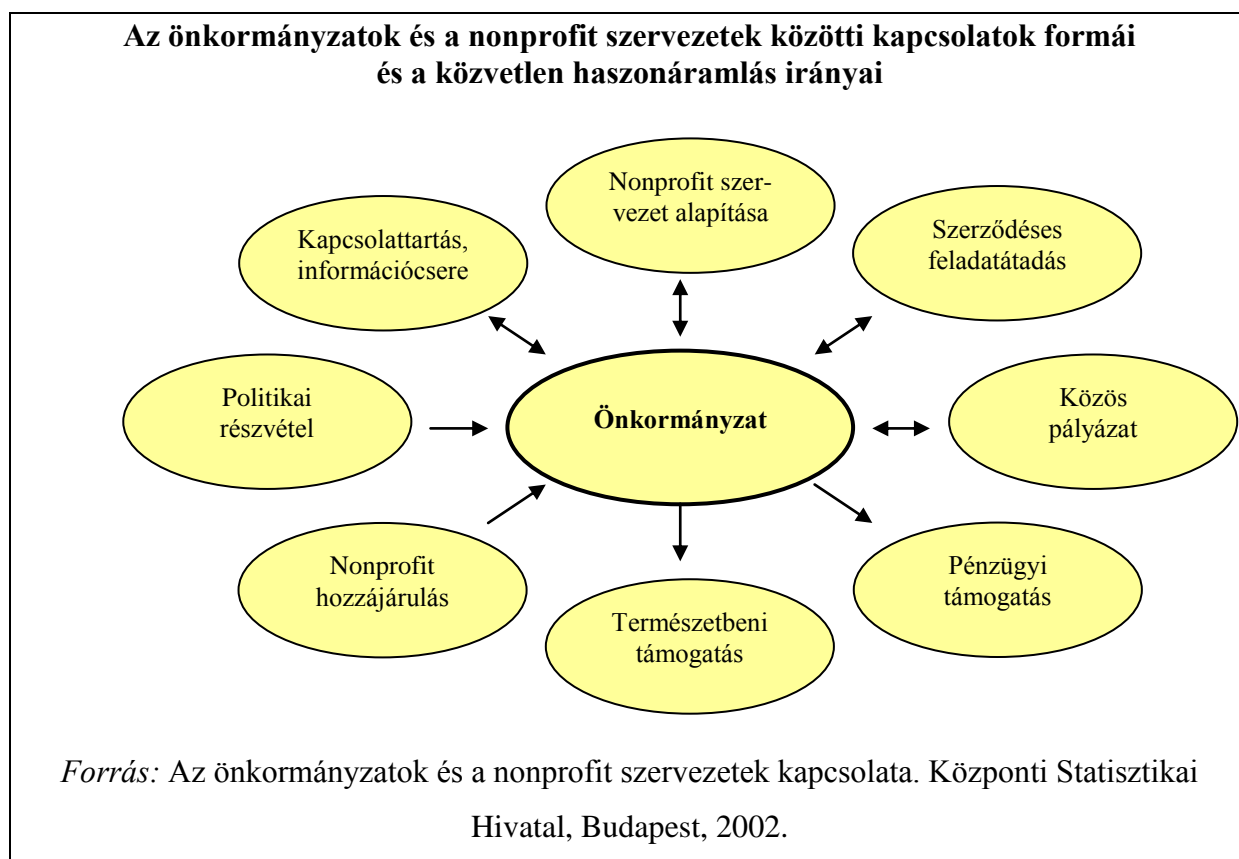 Az önkormányzatok és a nonprofit szervezetek közötti kapcsolatok formái
és a közvetlen haszonáramlás irányai
Nonprofit szer-
vezet alapítása
Kapcsolattartás,
információcsere
Szerződéses
feladatátadás
Politikai
részvétel
Önkormányzat
Közös
pályázat
Nonprofit
hozzájárulás
Természetbeni
támogatás
Pénzügyi
támogatás
Forrás: Az önkormányzatok és a nonprofit szervezetek kapcsolata. Központi Statisztikai
Hivatal, Budapest, 2002.